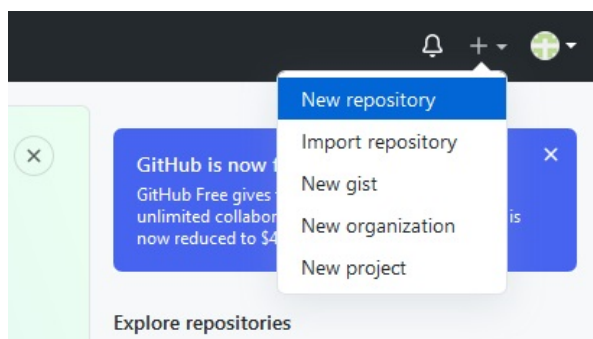 New repository
Import repository
New gist
New organization
New project
GitHub is now
GitHub Free gives
unlimited collabor is
now reduced to $4
Explore repositories